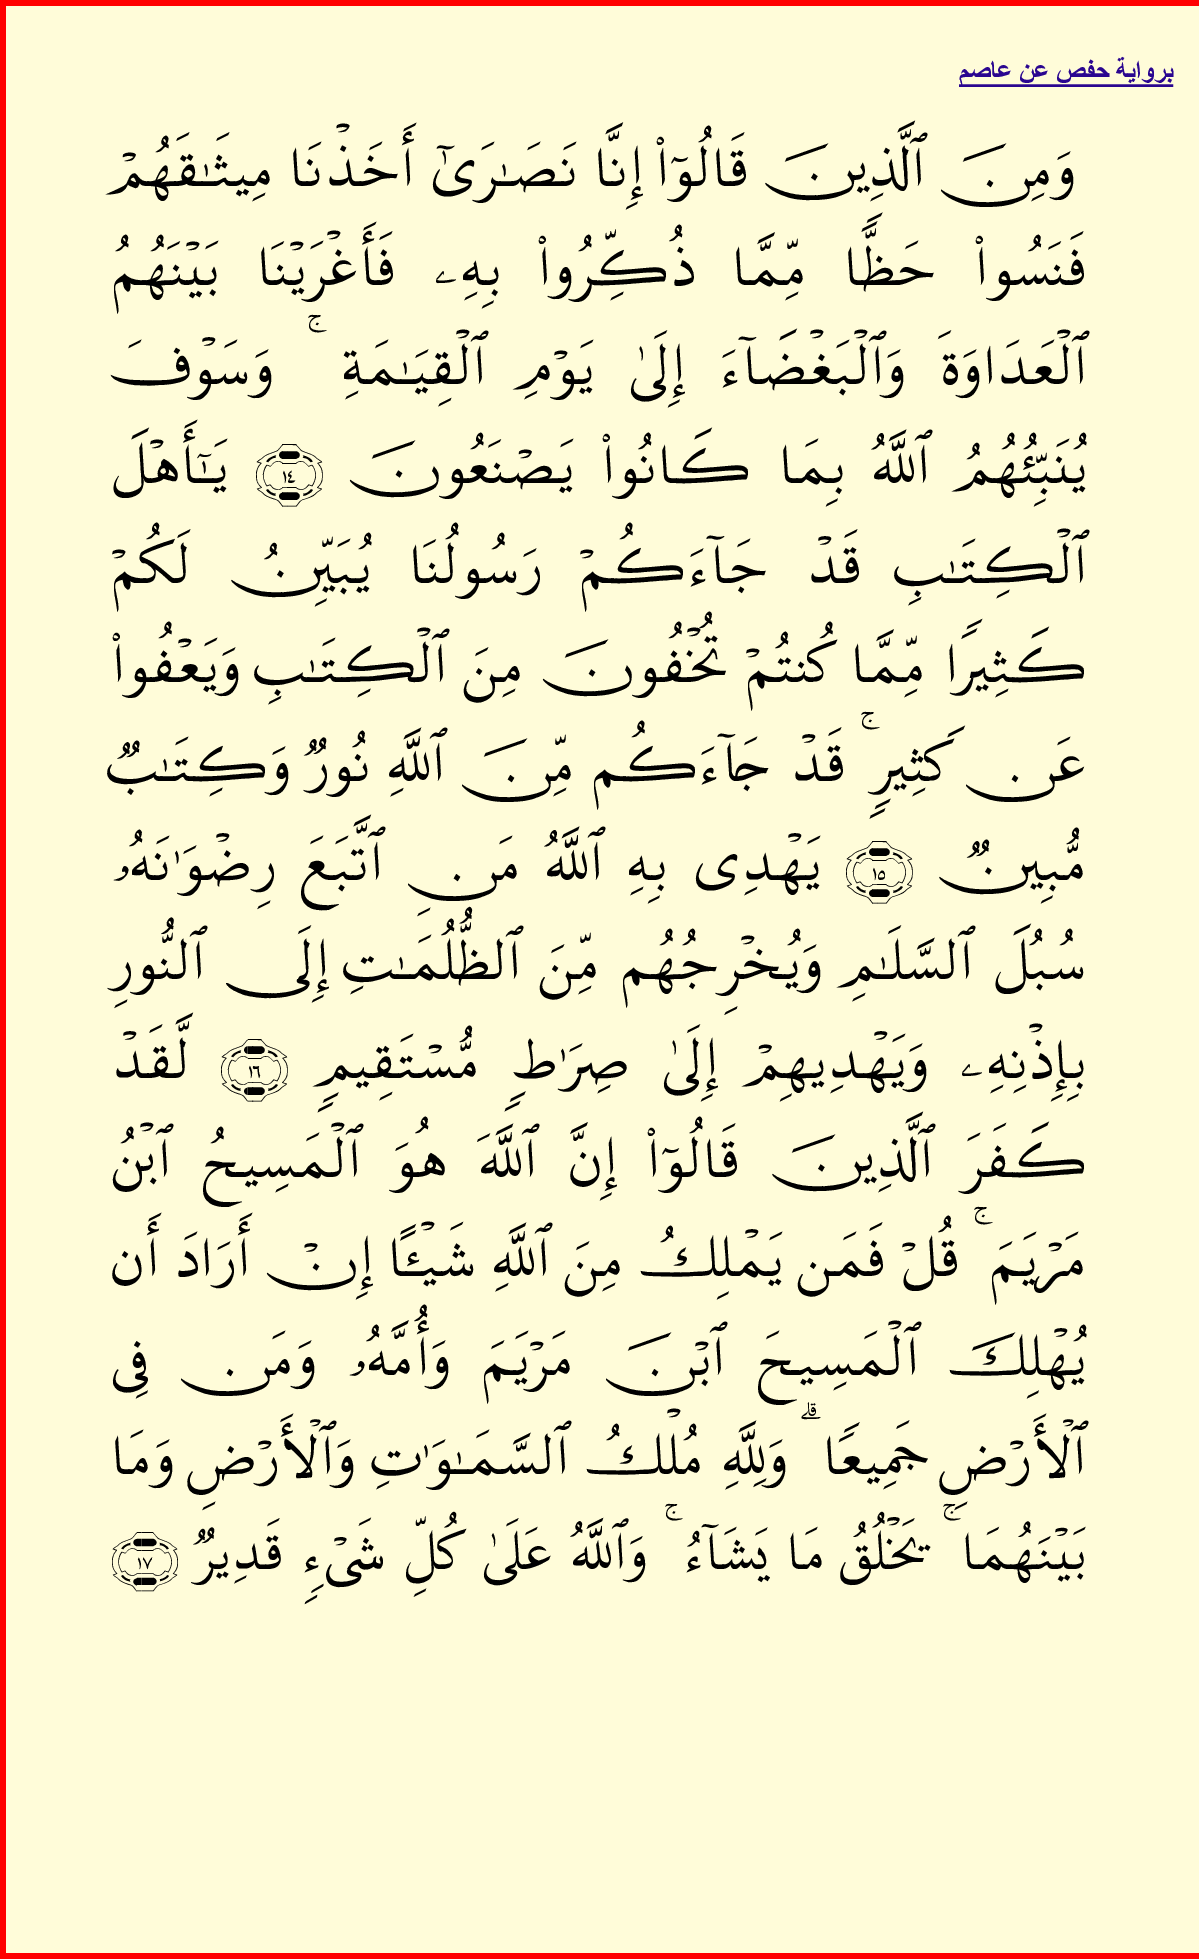 برواية حفص عن عاصم
وَمِنَ ٱلَّذِينَ قَالُوٓا۟ إِنَّا نَصَـٰرَىٰٓ أَخَذْنَا مِيثَـٰقَهُمْ
فَنَسُوا۟ حَظًّا مِّمَّا ذُكِّرُوا۟ بِهِۦ فَأَغْرَيْنَا بَيْنَهُمُ
ٱلْعَدَاوَةَ وَٱلْبَغْضَآءَ إِلَىٰ يَوْمِ ٱلْقِيَـٰمَةِ ۚ وَسَوْفَ
يُنَبِّئُهُمُ ٱللَّهُ بِمَا كَانُوا۟ يَصْنَعُونَ ١٤ يَـٰٓأَهْلَ
ٱلْكِتَـٰبِ قَدْ جَآءَكُمْ رَسُولُنَا يُبَيِّنُ لَكُمْ
كَثِيرًا مِّمَّا كُنتُمْ تُخْفُونَ مِنَ ٱلْكِتَـٰبِ وَيَعْفُوا۟
عَن كَثِيرٍ ۚ قَدْ جَآءَكُم مِّنَ ٱللَّهِ نُورٌ وَكِتَـٰبٌ
مُّبِينٌ ١٥ يَهْدِى بِهِ ٱللَّهُ مَنِ ٱتَّبَعَ رِضْوَٰنَهُۥ
سُبُلَ ٱلسَّلَـٰمِ وَيُخْرِجُهُم مِّنَ ٱلظُّلُمَـٰتِ إِلَى ٱلنُّورِ
بِإِذْنِهِۦ وَيَهْدِيهِمْ إِلَىٰ صِرَٰطٍ مُّسْتَقِيمٍ ١٦ لَّقَدْ
كَفَرَ ٱلَّذِينَ قَالُوٓا۟ إِنَّ ٱللَّهَ هُوَ ٱلْمَسِيحُ ٱبْنُ
مَرْيَمَ ۚ قُلْ فَمَن يَمْلِكُ مِنَ ٱللَّهِ شَيْـًٔا إِنْ أَرَادَ أَن
يُهْلِكَ ٱلْمَسِيحَ ٱبْنَ مَرْيَمَ وَأُمَّهُۥ وَمَن فِى
ٱلْأَرْضِ جَمِيعًا ۗ وَلِلَّهِ مُلْكُ ٱلسَّمَـٰوَٰتِ وَٱلْأَرْضِ وَمَا
بَيْنَهُمَا ۚ يَخْلُقُ مَا يَشَآءُ ۚ وَٱللَّهُ عَلَىٰ كُلِّ شَىْءٍ قَدِيرٌ ١٧